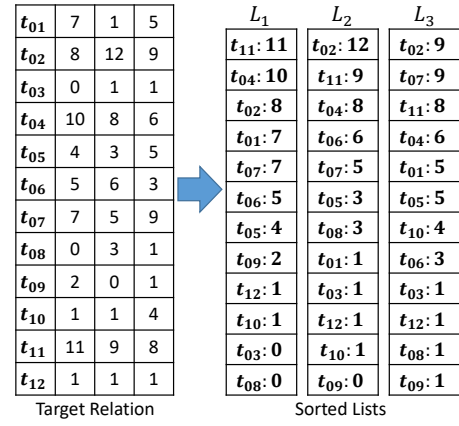 t01 7 1 5
t02 8 12 9
t03 0 1 1
t04 10 8 6
t05 4 3 5
t06 5 6 3
t07 7 5 9
t08 0 3 1
t09 2 0 1
t10 1 1 4
t11 11 9 8
t12 1 1 1
Target Relation
L1 L2 L3
t11: 11 t02: 12 t02: 9
t04: 10 t11: 9 t07: 9
t02: 8 t04: 8 t11: 8
t01: 7 t06: 6 t04: 6
t07: 7 t07: 5 t01: 5
t06: 5 t05: 3 t05: 5
t05: 4 t08: 3 t10: 4
t09: 2 t01: 1 t06: 3
t12: 1 t03: 1 t03: 1
t10: 1 t12: 1 t12: 1
t03: 0 t10: 1 t08: 1
t08: 0 t09: 0 t09: 1
Sorted Lists